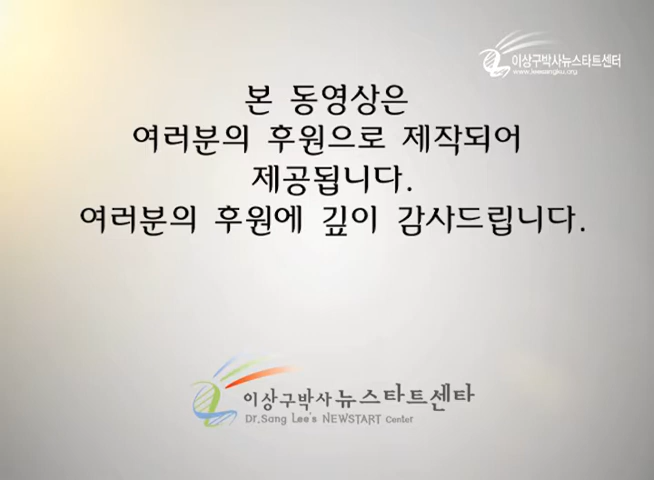 이상구박사뉴스타트센터
www.leesangku.org
본 동영상은
여러분의 후원으로 제작되어
제공됩니다.
여러분의 후원에 깊이 감사드립니다.
이상구박사뉴스타트센타
Dr.Sang Lee's NEWSTART Center